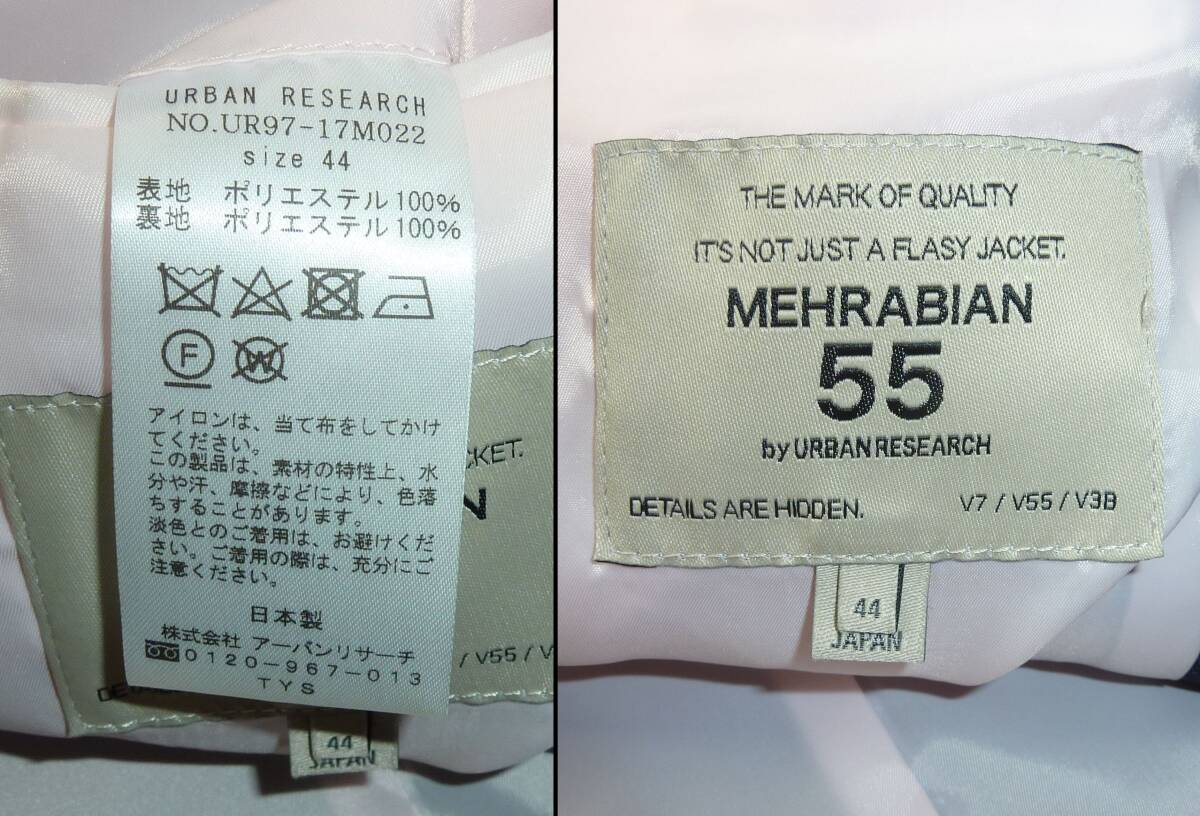 URBAN RESEARCH
NO.UR97-17M022
size 44
表地 ポリエステル100%
裏地 ポリエステル100%
F
W
アイロンは、当て布をしてかけ
てください。
この製品は、素材の特性上、水
分や汗、摩擦などにより、色落
ちすることがあります。
淡色とのご着用は、お避けくだ
さい。ご着用の際は、充分にご
注意ください。
日本製
株式会社 アーバンリサーチ
0120-967-013
TYS
CKET.
N
/ V55 / V
DETAILS
44
JAPAN
THE MARK OF QUALITY
IT'S NOT JUST A FLASY JACKET.
MEHRABIAN
55
by URBAN RESEARCH
DETAILS ARE HIDDEN. V7 / V55 / V3B
44
JAPAN